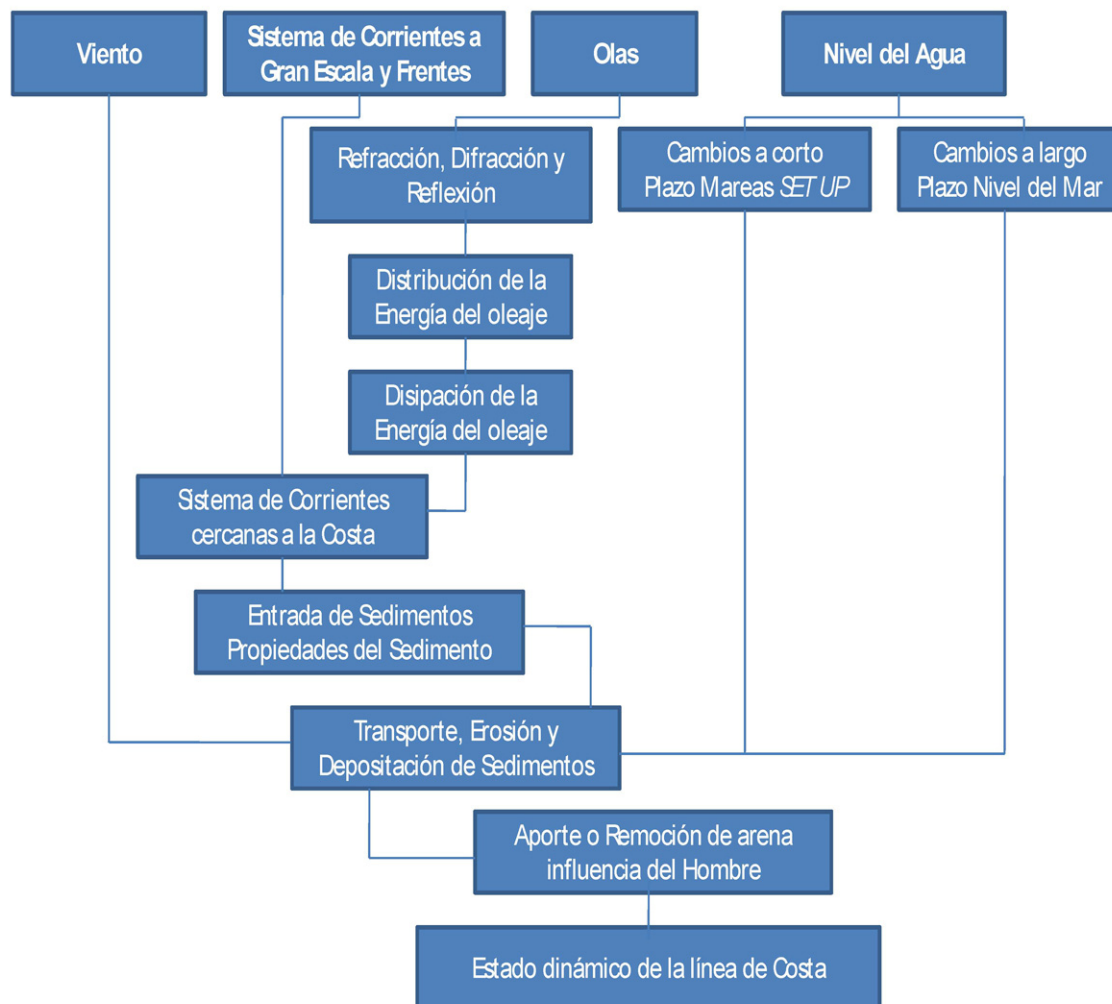 Viento
Sistema de Corrientes a
Gran Escala y Frentes
Olas
Nivel del Agua
Refracción, Difracción y
Reflexión
Cambios a corto
Plazo Mareas SET UP
Cambios a largo
Plazo Nivel del Mar
Distribución de la
Energía del oleaje
Disipación de la
Energía del oleaje
Sistema de Corrientes
cercanas a la Costa
Entrada de Sedimentos
Propiedades del Sedimento
Transporte, Erosión y
Depositación de Sedimentos
Aporte o Remoción de arena
influencia del Hombre
Estado dinámico de la línea de Costa